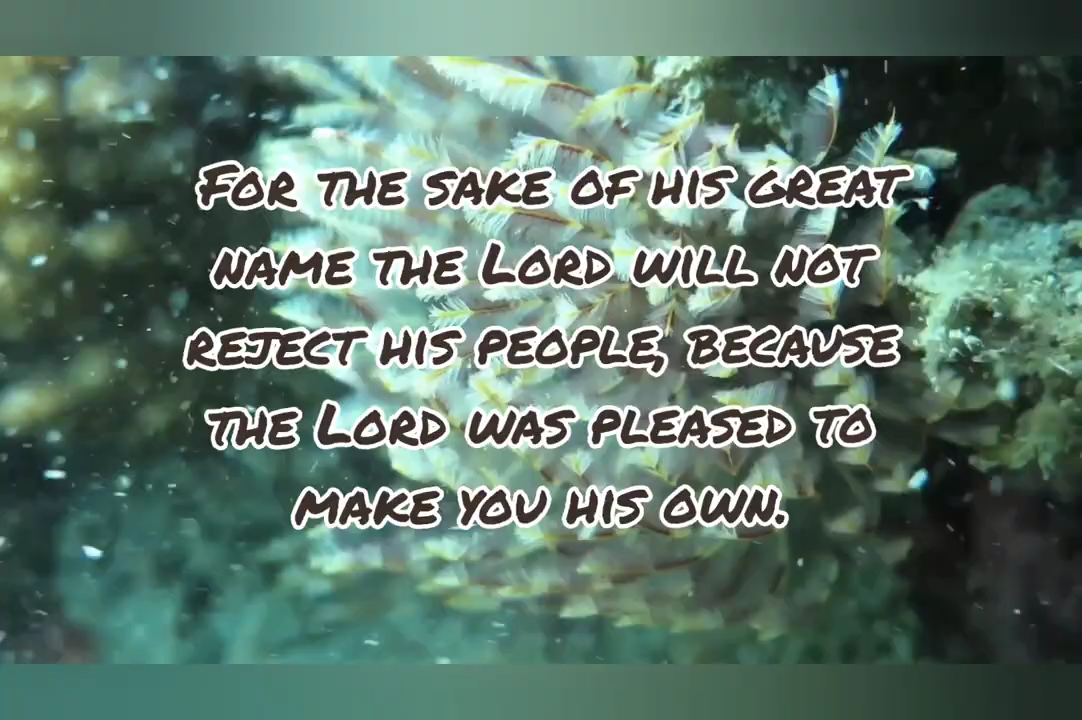 For the sake of his great
name the Lord will not
reject his people, because
the Lord was pleased to
make you his own.